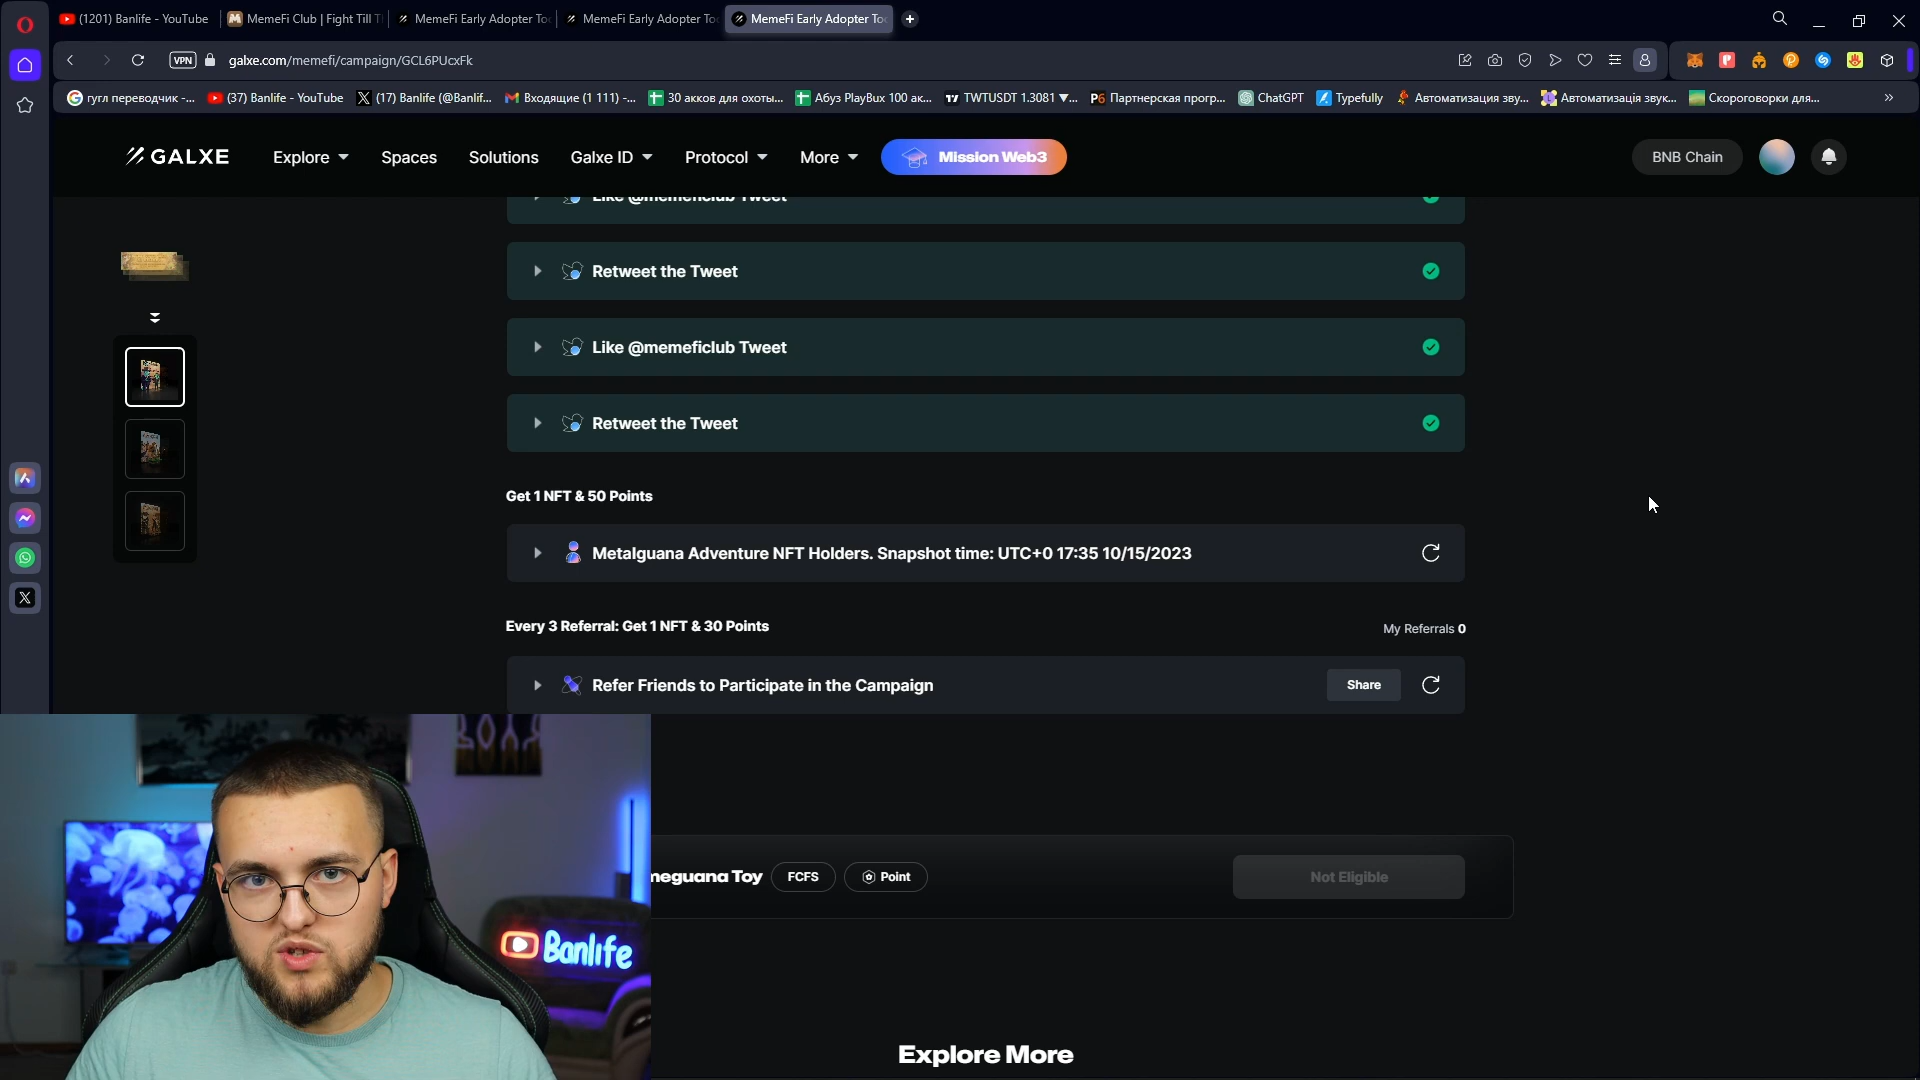 (1201) Banlife - YouTube
MemeFi Club | Fight Till T
MemeFi Early Adopter To
MemeFi Early Adopter To
MemeFi Early Adopter To
VPN
galxe.com/memefi/campaign/GCL6PUcxFk
гугл переводчик -...
(37) Banlife - YouTube
(17) Banlife (@Banlif...
Входящие (1 111) -...
30 акков для охоты...
Абуз PlayBux 100 ак...
TWTUSDT 1.3081 ▼...
Партнерская прогр...
ChatGPT
Typefully
Автоматизация зву...
Автоматизація звук...
Скороговорки для...
GALXE
Explore
Spaces
Solutions
Galxe ID
Protocol
More
Mission Web3
BNB Chain
Like @memeficlub Tweet
Retweet the Tweet
Like @memeficlub Tweet
Retweet the Tweet
Get 1 NFT & 50 Points
MetaIguana Adventure NFT Holders. Snapshot time: UTC+0 17:35 10/15/2023
Every 3 Referral: Get 1 NFT & 30 Points
My Referrals 0
Refer Friends to Participate in the Campaign
Share
meguana Toy
FCFS
Point
Not Eligible
Banlife
Explore More